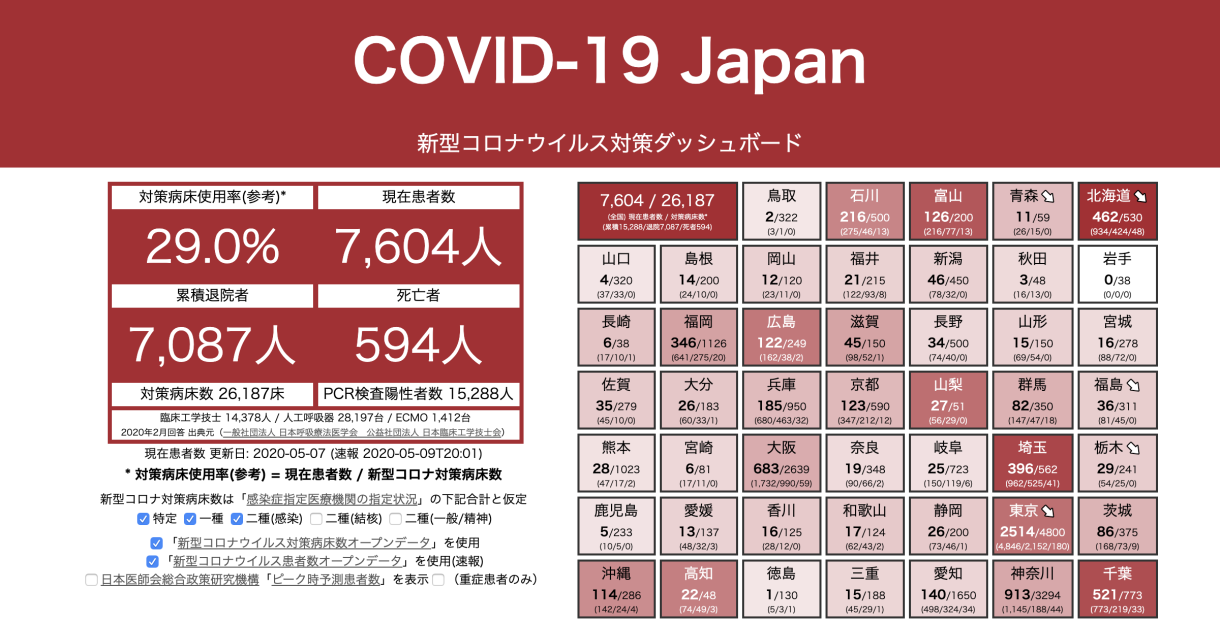 COVID-19 Japan
新型コロナウイルス対策ダッシュボード
対策病床使用率(参考)*
現在患者数
29.0%
7,604人
累積退院者
死亡者
7,087人
594人
対策病床数 26,187床
PCR検査陽性者数 15,288人
臨床工学技士 14,378人 / 人工呼吸器 28,197台 / ECMO 1,412台
2020年2月回答 出典元（一般社団法人 日本呼吸療法医学会　公益社団法人 日本臨床工学技士会）
現在患者数 更新日: 2020-05-07 (速報 2020-05-09T20:01)
* 対策病床使用率(参考) = 現在患者数 / 新型コロナ対策病床数
新型コロナ対策病床数は「感染症指定医療機関の指定状況」の下記合計と仮定
特定 一種 二種(感染) 二種(結核) 二種(一般/精神)
「新型コロナウイルス対策病床数オープンデータ」を使用
「新型コロナウイルス患者数オープンデータ」を使用(速報)
日本医師会総合政策研究機構「ピーク時予測患者数」を表示 （重症患者のみ）
7,604 / 26,187
(全国) 現在患者数 / 対策病床数*
(累積15,288/退院7,087/死者594)
鳥取
2/322
(3/1/0)
石川
216/500
(275/46/13)
富山
126/200
(216/77/13)
青森
11/59
(26/15/0)
北海道
462/530
(934/424/48)
山口
4/320
(37/33/0)
島根
14/200
(24/10/0)
岡山
12/120
(23/11/0)
福井
21/215
(122/93/8)
新潟
46/450
(78/32/0)
秋田
3/48
(16/13/0)
岩手
0/38
(0/0/0)
長崎
6/38
(17/10/1)
福岡
346/1126
(641/275/20)
広島
122/249
(162/38/2)
滋賀
45/150
(98/52/1)
長野
34/500
(74/40/0)
山形
15/150
(69/54/0)
宮城
16/278
(88/72/0)
佐賀
35/279
(45/10/0)
大分
26/183
(60/33/1)
兵庫
185/950
(680/463/32)
京都
123/590
(347/212/12)
山梨
27/51
(56/29/0)
群馬
82/350
(147/47/18)
福島
36/311
(81/45/0)
熊本
28/1023
(47/17/2)
宮崎
6/81
(17/11/0)
大阪
683/2639
(1,732/990/59)
奈良
19/348
(90/66/2)
岐阜
25/723
(150/119/6)
埼玉
396/562
(962/525/41)
栃木
29/241
(54/25/0)
鹿児島
5/233
(10/5/0)
愛媛
13/137
(48/32/3)
香川
16/125
(28/12/0)
和歌山
17/124
(62/43/2)
静岡
26/200
(73/46/1)
東京
2514/4800
(4,846/2,152/180)
茨城
86/375
(168/73/9)
沖縄
114/286
(142/24/4)
高知
22/48
(74/49/3)
徳島
1/130
(5/3/1)
三重
15/188
(45/29/1)
愛知
140/1650
(498/324/34)
神奈川
913/3294
(1,145/188/44)
千葉
521/773
(773/219/33)